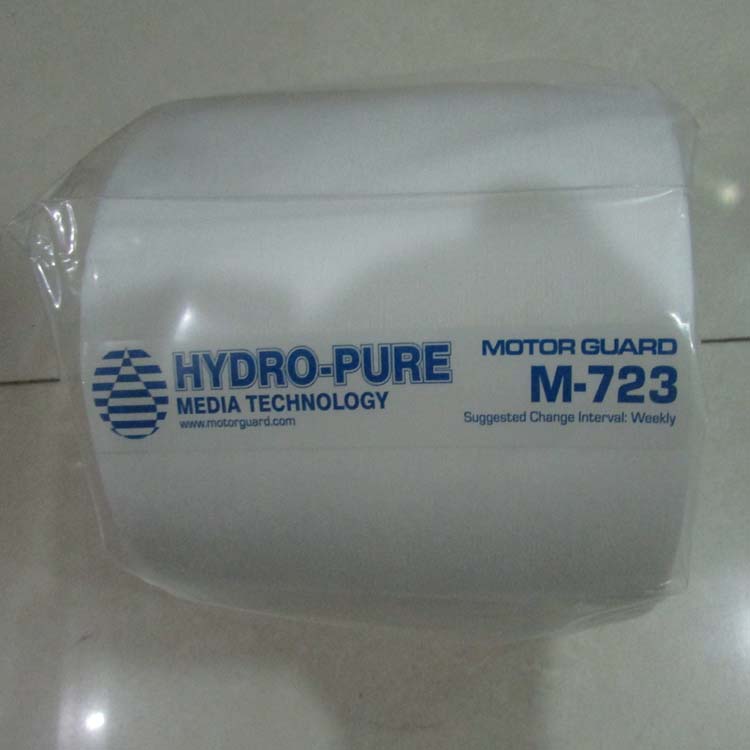 HYDRO-PURE
MEDIA TECHNOLOGY
www.motorguard.com
MOTOR GUARD
M-723
Suggested Change Interval: Weekly